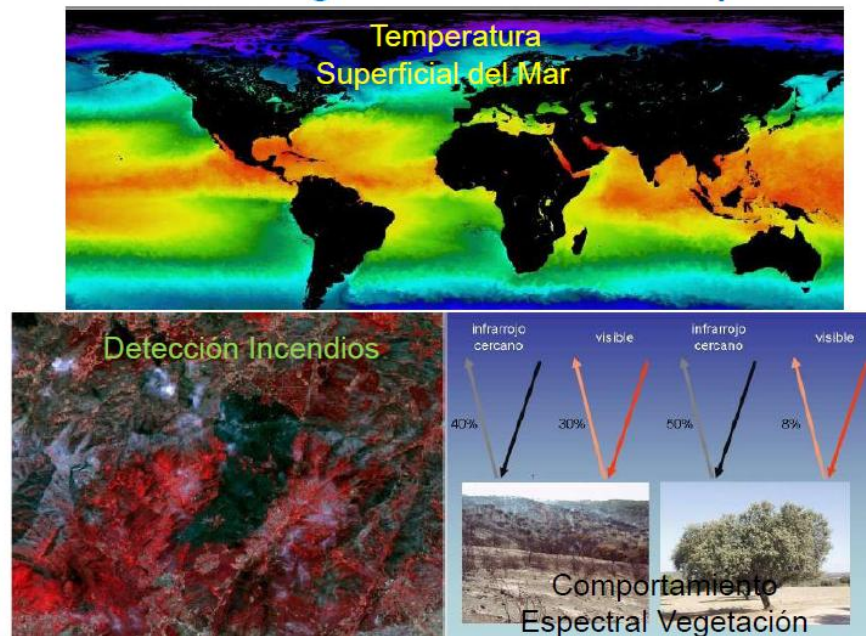 Temperatura
Superficial del Mar
Detección Incendios
infrarrojo
cercano
visible
infrarrojo
cercano
visible
40%
30%
50%
8%
Comportamiento
Espectral Vegetación